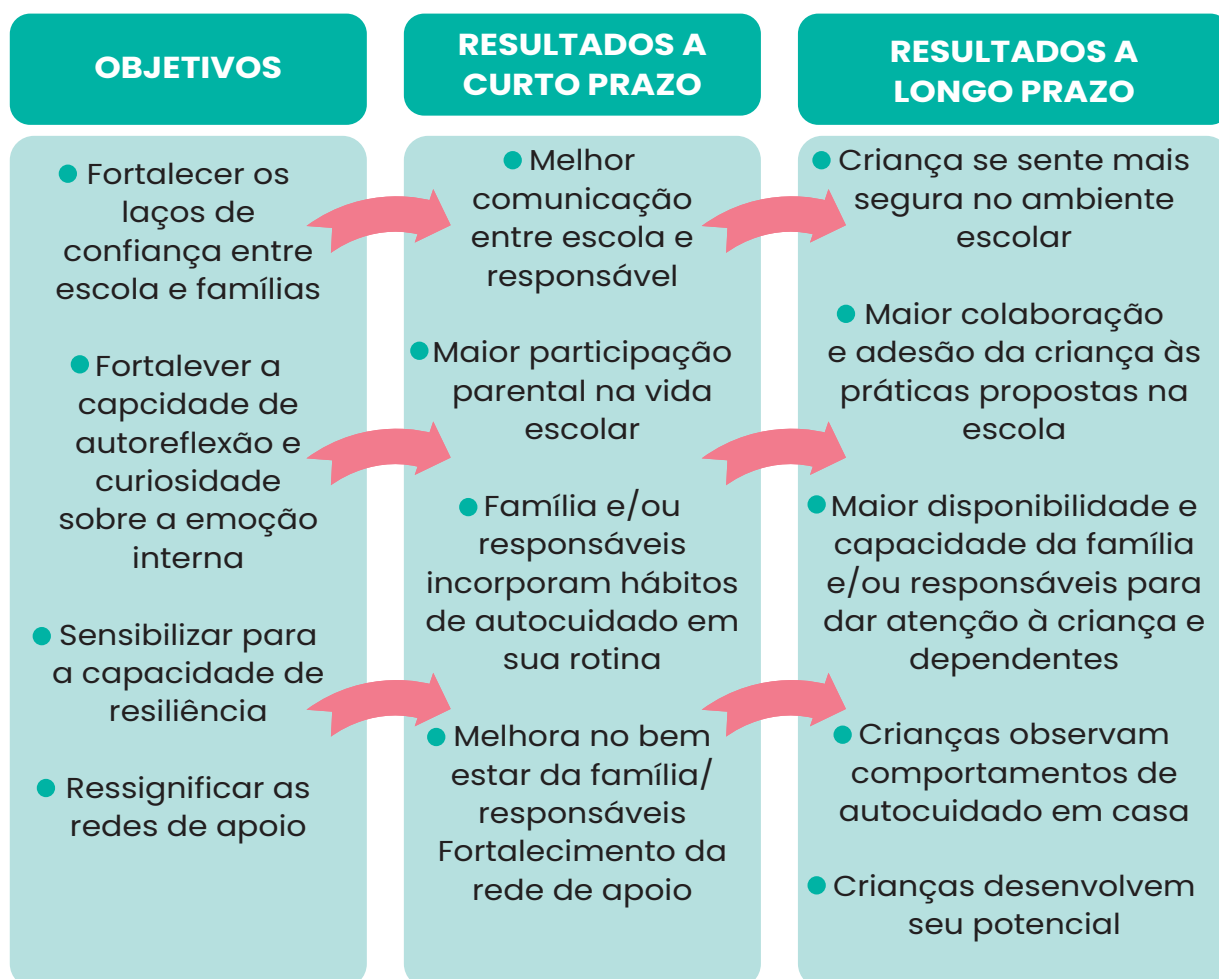 OBJETIVOS
● Fortalecer os
laços de
confiança entre
escola e famílias
● Fortalever a
capcidade de
autoreflexão e
curiosidade
sobre a emoção
interna
● Sensibilizar para
a capacidade de
resiliência
● Ressignificar as
redes de apoio
RESULTADOS A
CURTO PRAZO
● Melhor
comunicação
entre escola e
responsável
● Maior participação
parental na vida
escolar
● Família e/ou
responsáveis
incorporam hábitos
de autocuidado em
sua rotina
● Melhora no bem
estar da família/
responsáveis
Fortalecimento da
rede de apoio
RESULTADOS A
LONGO PRAZO
● Criança se sente mais
segura no ambiente
escolar
● Maior colaboração
e adesão da criança às
práticas propostas na
escola
● Maior disponibilidade e
capacidade da família
e/ou responsáveis para
dar atenção à criança e
dependentes
● Crianças observam
comportamentos de
autocuidado em casa
● Crianças desenvolvem
seu potencial